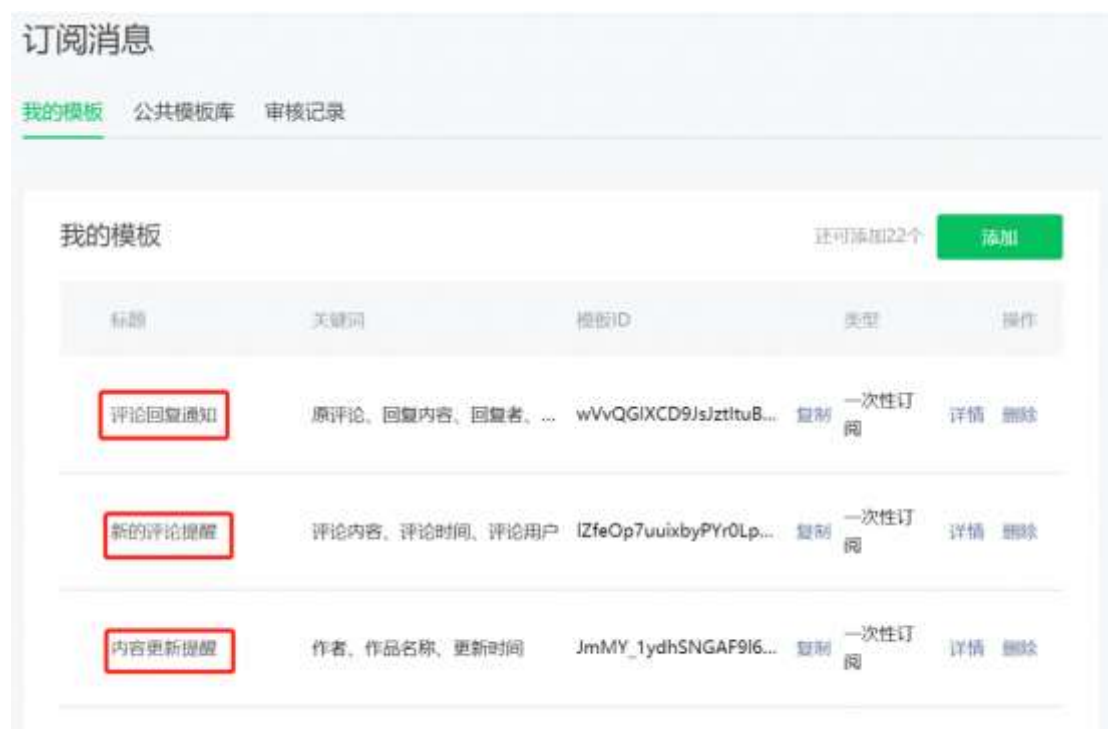 订阅消息
我的模板 公共模板库 审核记录
我的模板 还可添加22个 添加
标题 关键词 模板ID 类型 操作
评论回复通知 原评论、回复内容、回复者、... wVvQGlXCD9JsJztItuB... 复制 一次性订阅 详情 删除
新的评论提醒 评论内容、评论时间、评论用户 lZfeOp7uuixbyPYr0Lp... 复制 一次性订阅 详情 删除
内容更新提醒 作者、作品名称、更新时间 JmMY_1ydhSNGAF9l6... 复制 一次性订阅 详情 删除